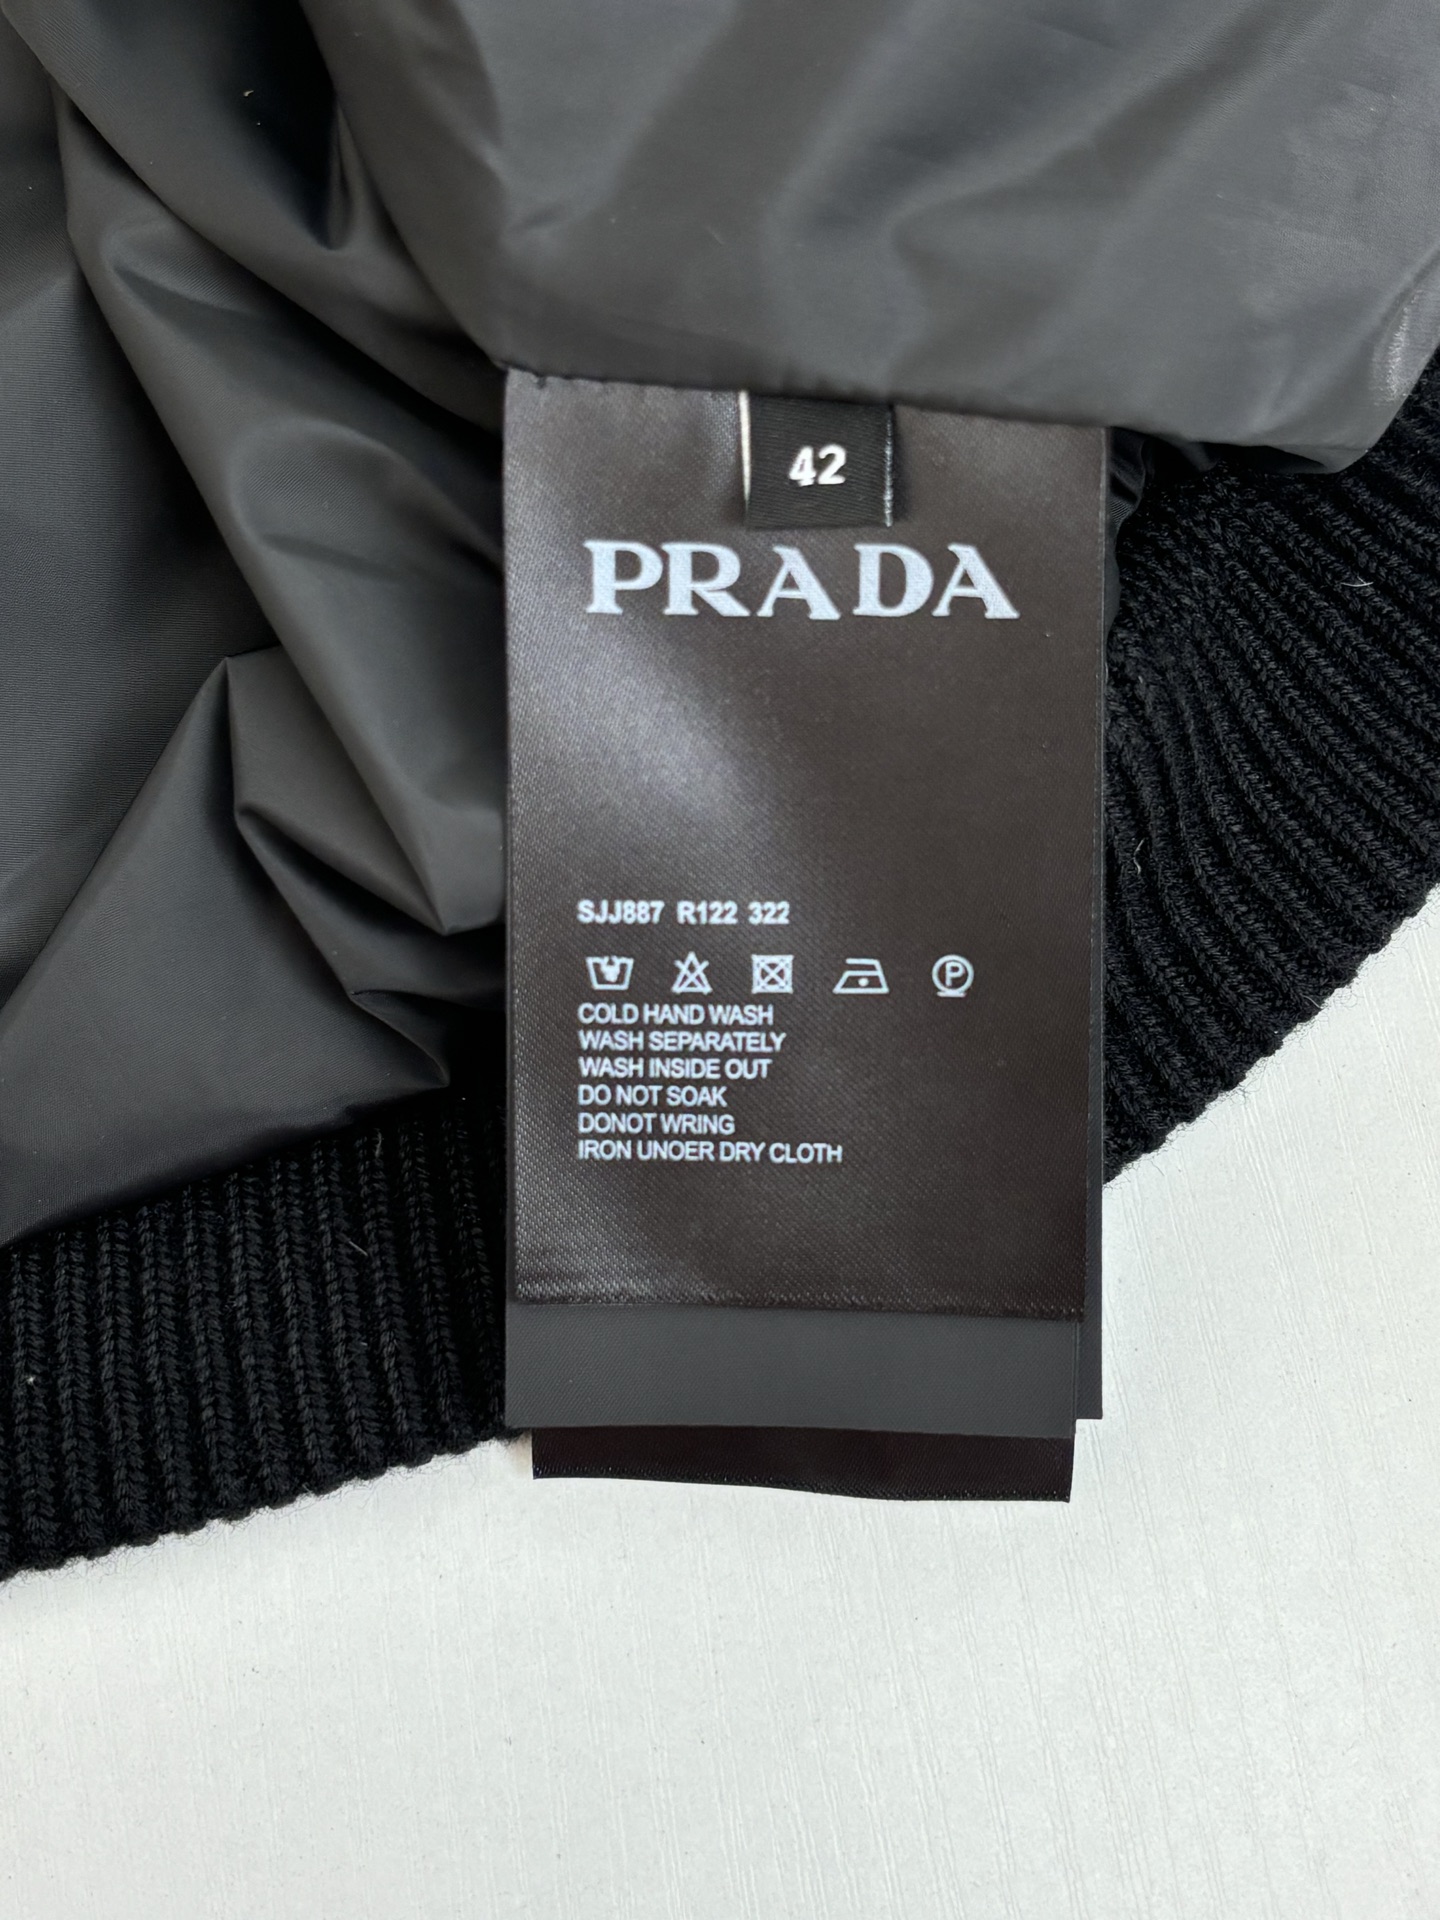 42
PRADA
SJJ887 R122 322
P
COLD HAND WASH
WASH SEPARATELY
WASH INSIDE OUT
DO NOT SOAK
DONOT WRING
IRON UNOER DRY CLOTH